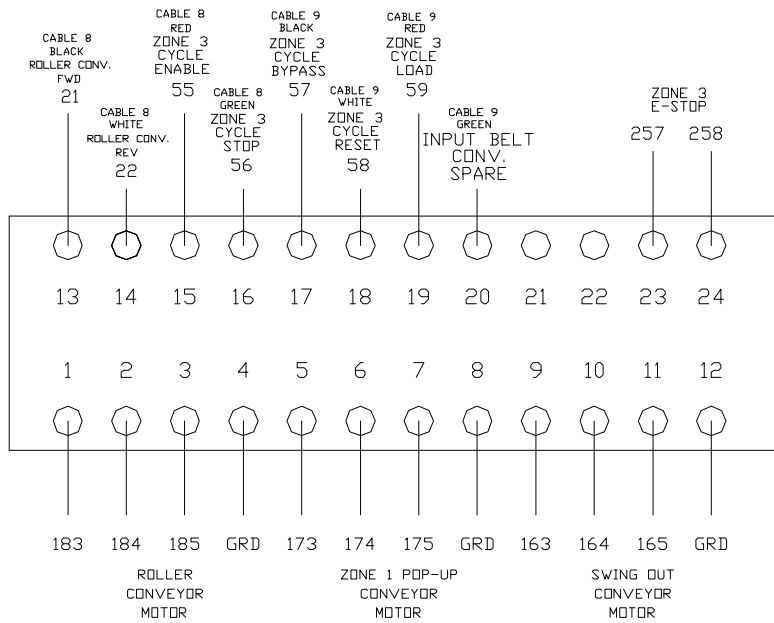 CABLE 8
BLACK
ROLLER CONV.
FWD
21
CABLE 8
WHITE
ROLLER CONV.
REV
22
CABLE 8
RED
ZONE 3
CYCLE
ENABLE
55
CABLE 8
GREEN
ZONE 3
CYCLE
STOP
56
CABLE 9
BLACK
ZONE 3
CYCLE
BYPASS
57
CABLE 9
WHITE
ZONE 3
CYCLE
RESET
58
CABLE 9
RED
ZONE 3
CYCLE
LOAD
59
CABLE 9
GREEN
INPUT BELT
CONV.
SPARE
ZONE 3
E-STOP
257 258
13 14 15 16 17 18 19 20 21 22 23 24
1 2 3 4 5 6 7 8 9 10 11 12
183 184 185 GRD 173 174 175 GRD 163 164 165 GRD
ROLLER
CONVEYOR
MOTOR
ZONE 1 POP-UP
CONVEYOR
MOTOR
SWING OUT
CONVEYOR
MOTOR